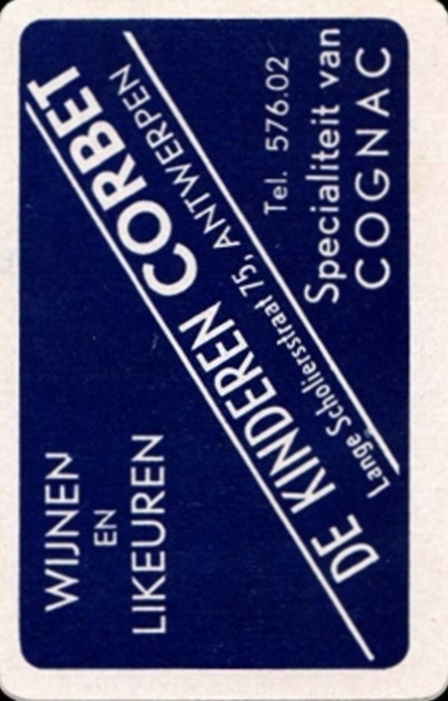 WIJNEN
EN
LIKEUREN
DE KINDEREN CORBET
Lange Scholiersstraat 75, ANTWERPEN
Tel. 576.02
Specialiteit van
COGNAC